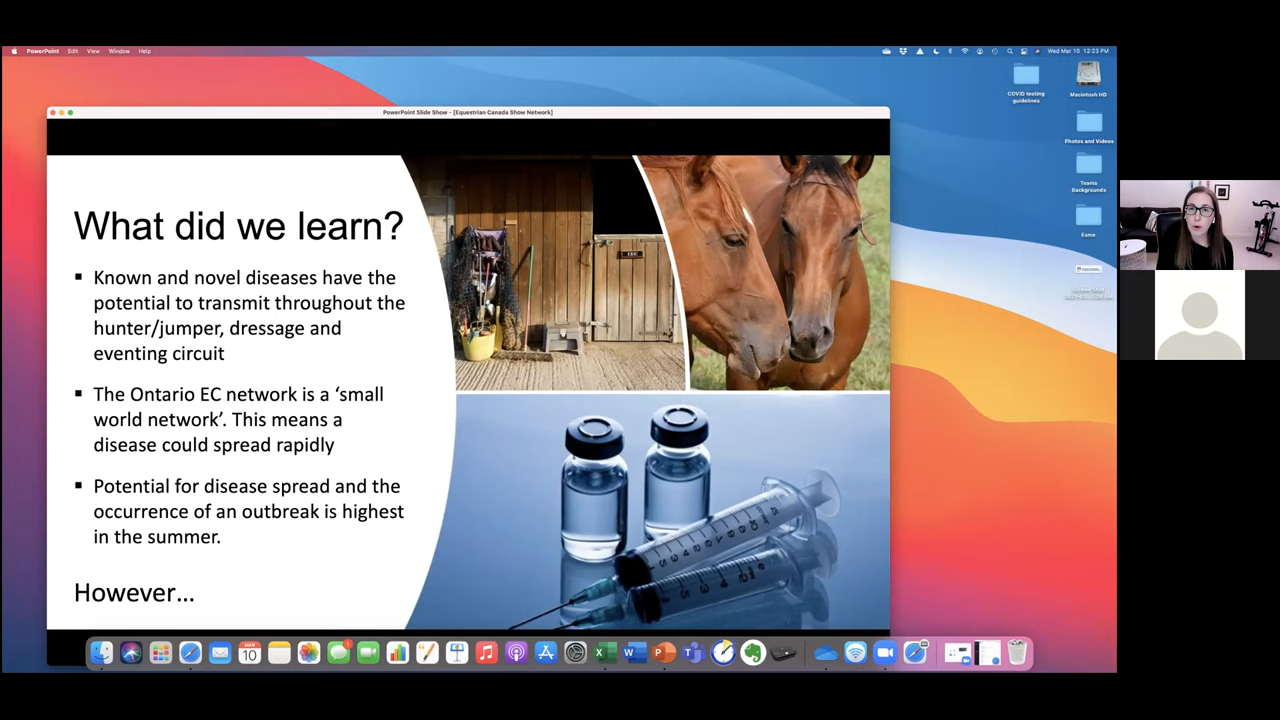 PowerPoint Edit View Window Help
Wed Mar 10 12:23 PM
PowerPoint Slide Show - [Equestrian Canada Show Network]
COVID testing
guidelines
Macintosh HD
Photos and Videos
Teams
Backgrounds
Esme
What did we learn?
▪ Known and novel diseases have the
potential to transmit throughout the
hunter/jumper, dressage and
eventing circuit
▪ The Ontario EC network is a ‘small
world network’. This means a
disease could spread rapidly
▪ Potential for disease spread and the
occurrence of an outbreak is highest
in the summer.
However...
MAR
10